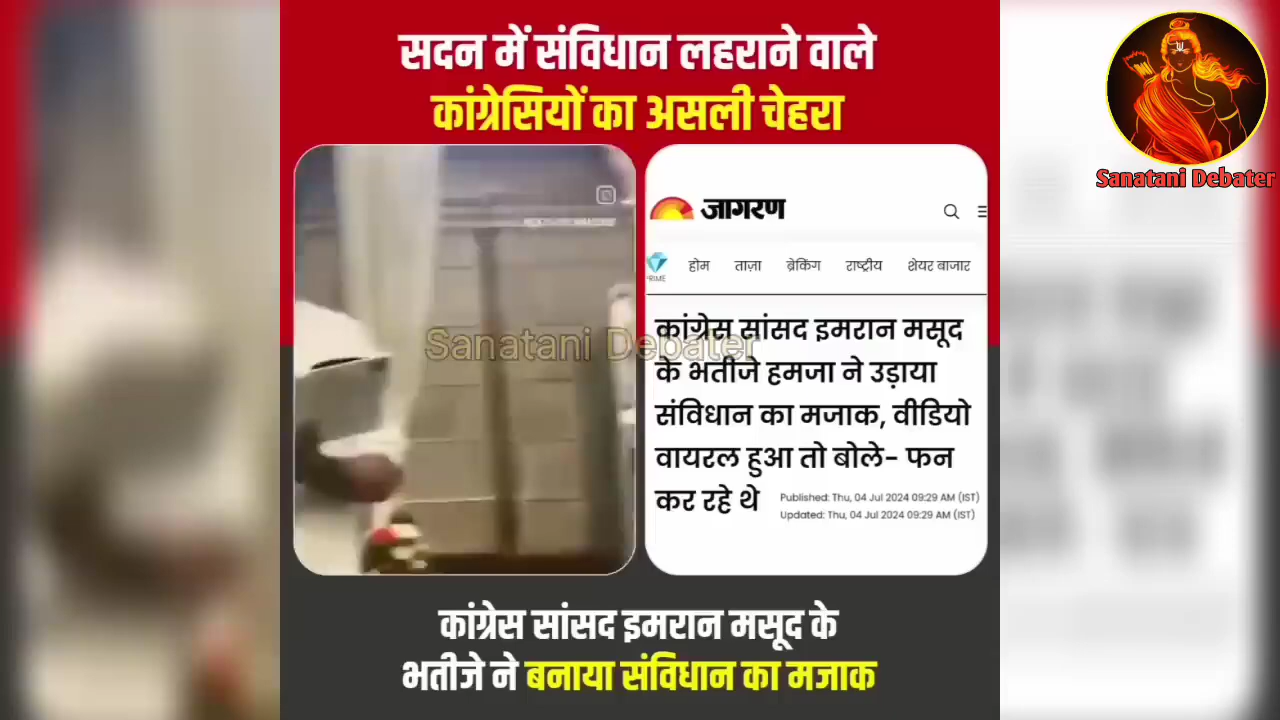 सदन में संविधान लहराने वाले
कांग्रेसियों का असली चेहरा
Sanatani Debater
जागरण
PRIME
होम ताज़ा ब्रेकिंग राष्ट्रीय शेयर बाजार
कांग्रेस सांसद इमरान मसूद
के भतीजे हमजा ने उड़ाया
संविधान का मजाक, वीडियो
वायरल हुआ तो बोले- फन
कर रहे थे
Published: Thu, 04 Jul 2024 09:29 AM (IST)
Updated: Thu, 04 Jul 2024 09:29 AM (IST)
Sanatani Debater
कांग्रेस सांसद इमरान मसूद के
भतीजे ने बनाया संविधान का मजाक